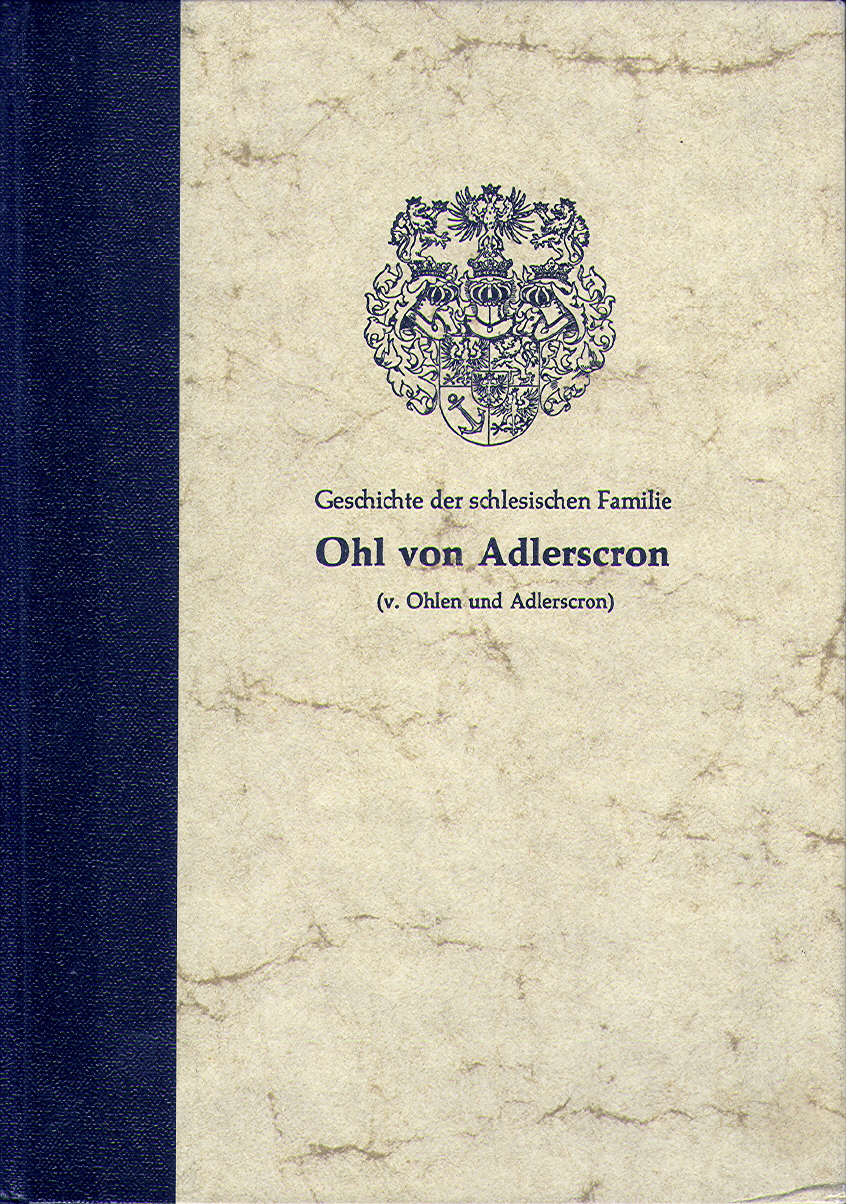 Geschichte der schlesischen Familie
Ohl von Adlerscron
(v. Ohlen und Adlerscron)